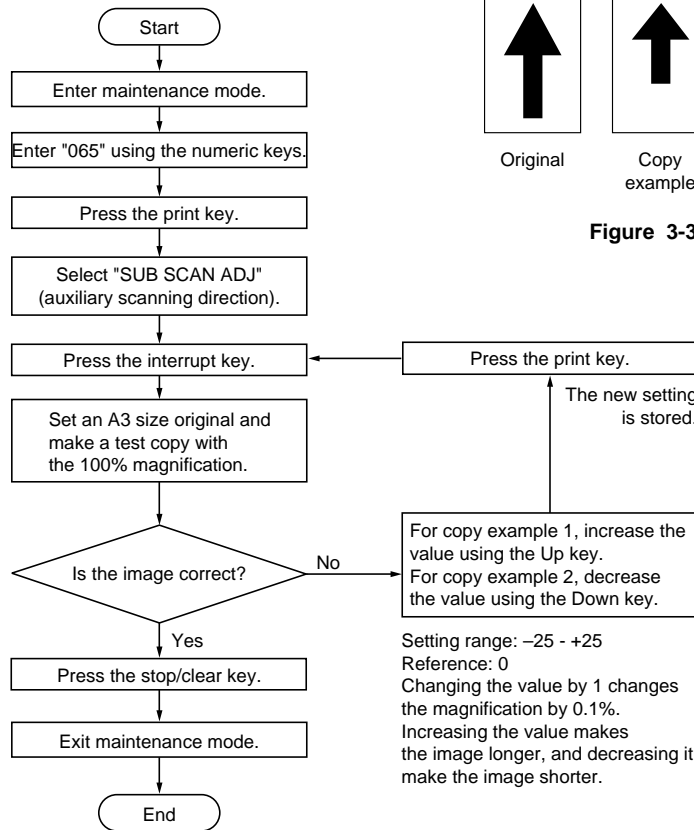 Start
Enter maintenance mode.
Enter "065" using the numeric keys.
Press the print key.
Select "SUB SCAN ADJ"
(auxiliary scanning direction).
Press the interrupt key.
Set an A3 size original and
make a test copy with
the 100% magnification.
Is the image correct?
No
Yes
Press the stop/clear key.
Exit maintenance mode.
End
Original
Copy
example
Figure 3-3
Press the print key.
The new setting
is stored.
For copy example 1, increase the
value using the Up key.
For copy example 2, decrease
the value using the Down key.
Setting range: –25 - +25
Reference: 0
Changing the value by 1 changes
the magnification by 0.1%.
Increasing the value makes
the image longer, and decreasing it
make the image shorter.